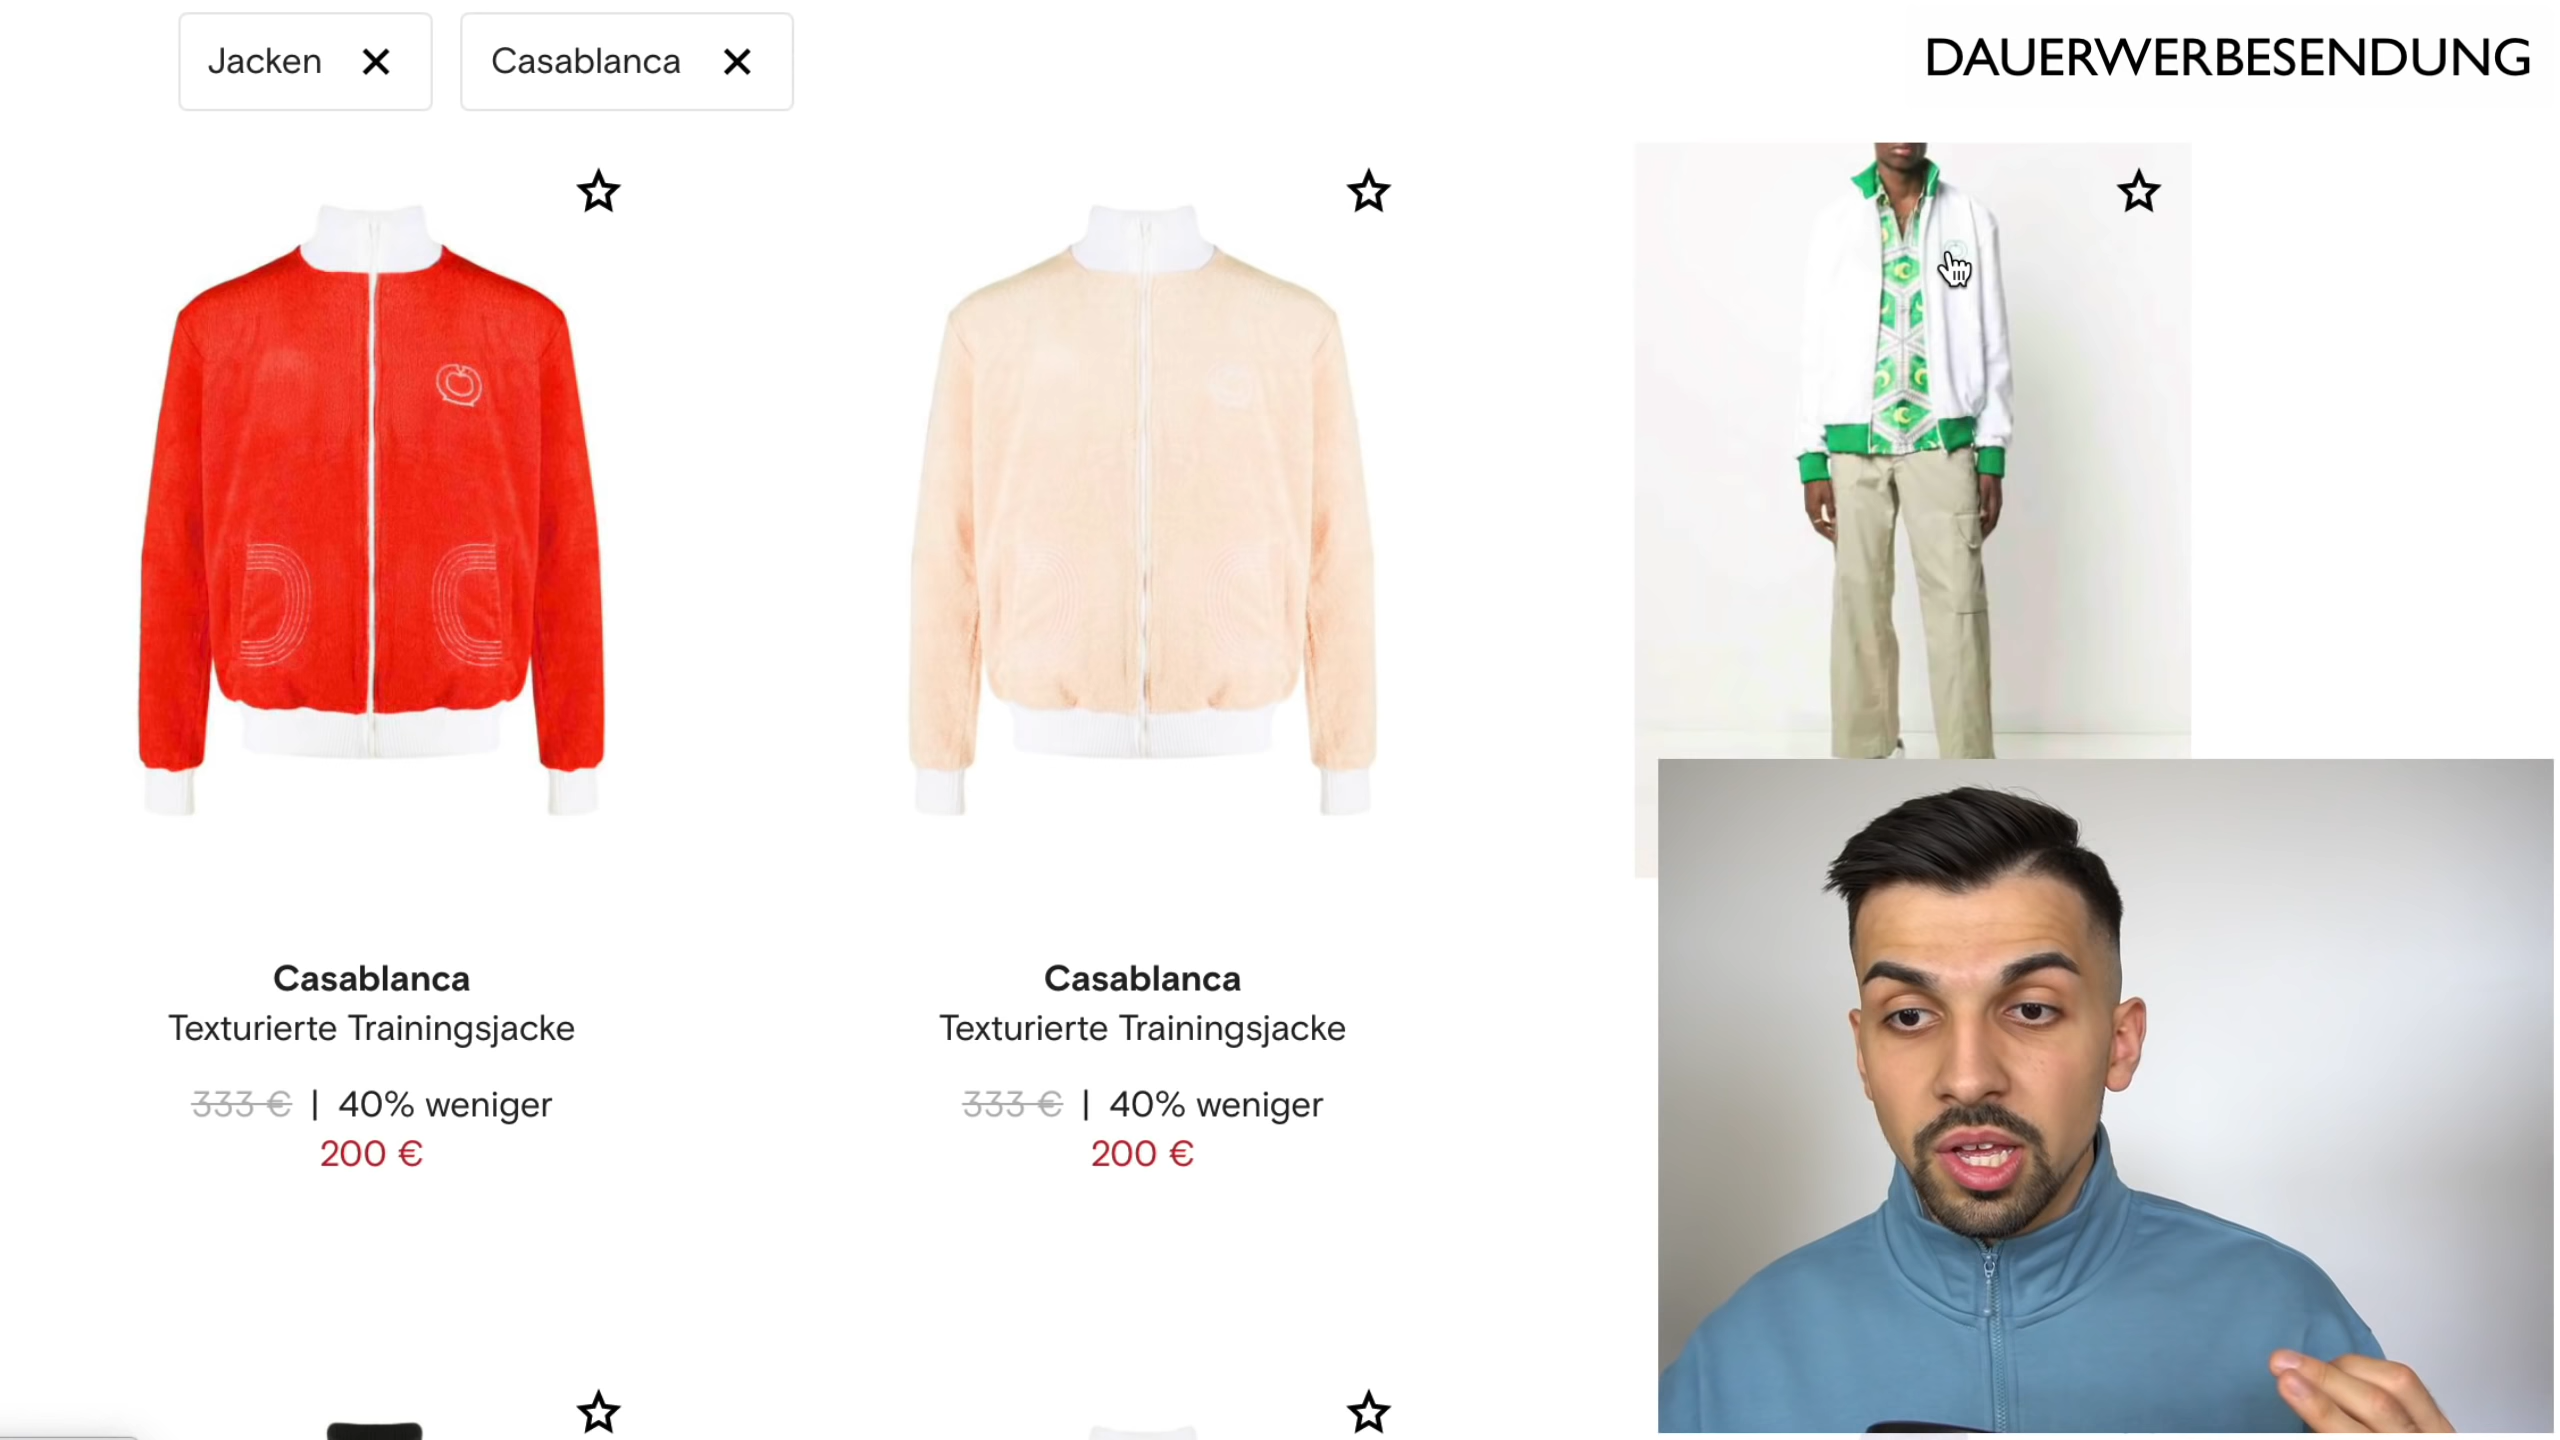 Jacken
Casablanca
DAUERWERBESENDUNG
Casablanca
Texturierte Trainingsjacke
333 € | 40% weniger
200 €
Casablanca
Texturierte Trainingsjacke
333 € | 40% weniger
200 €